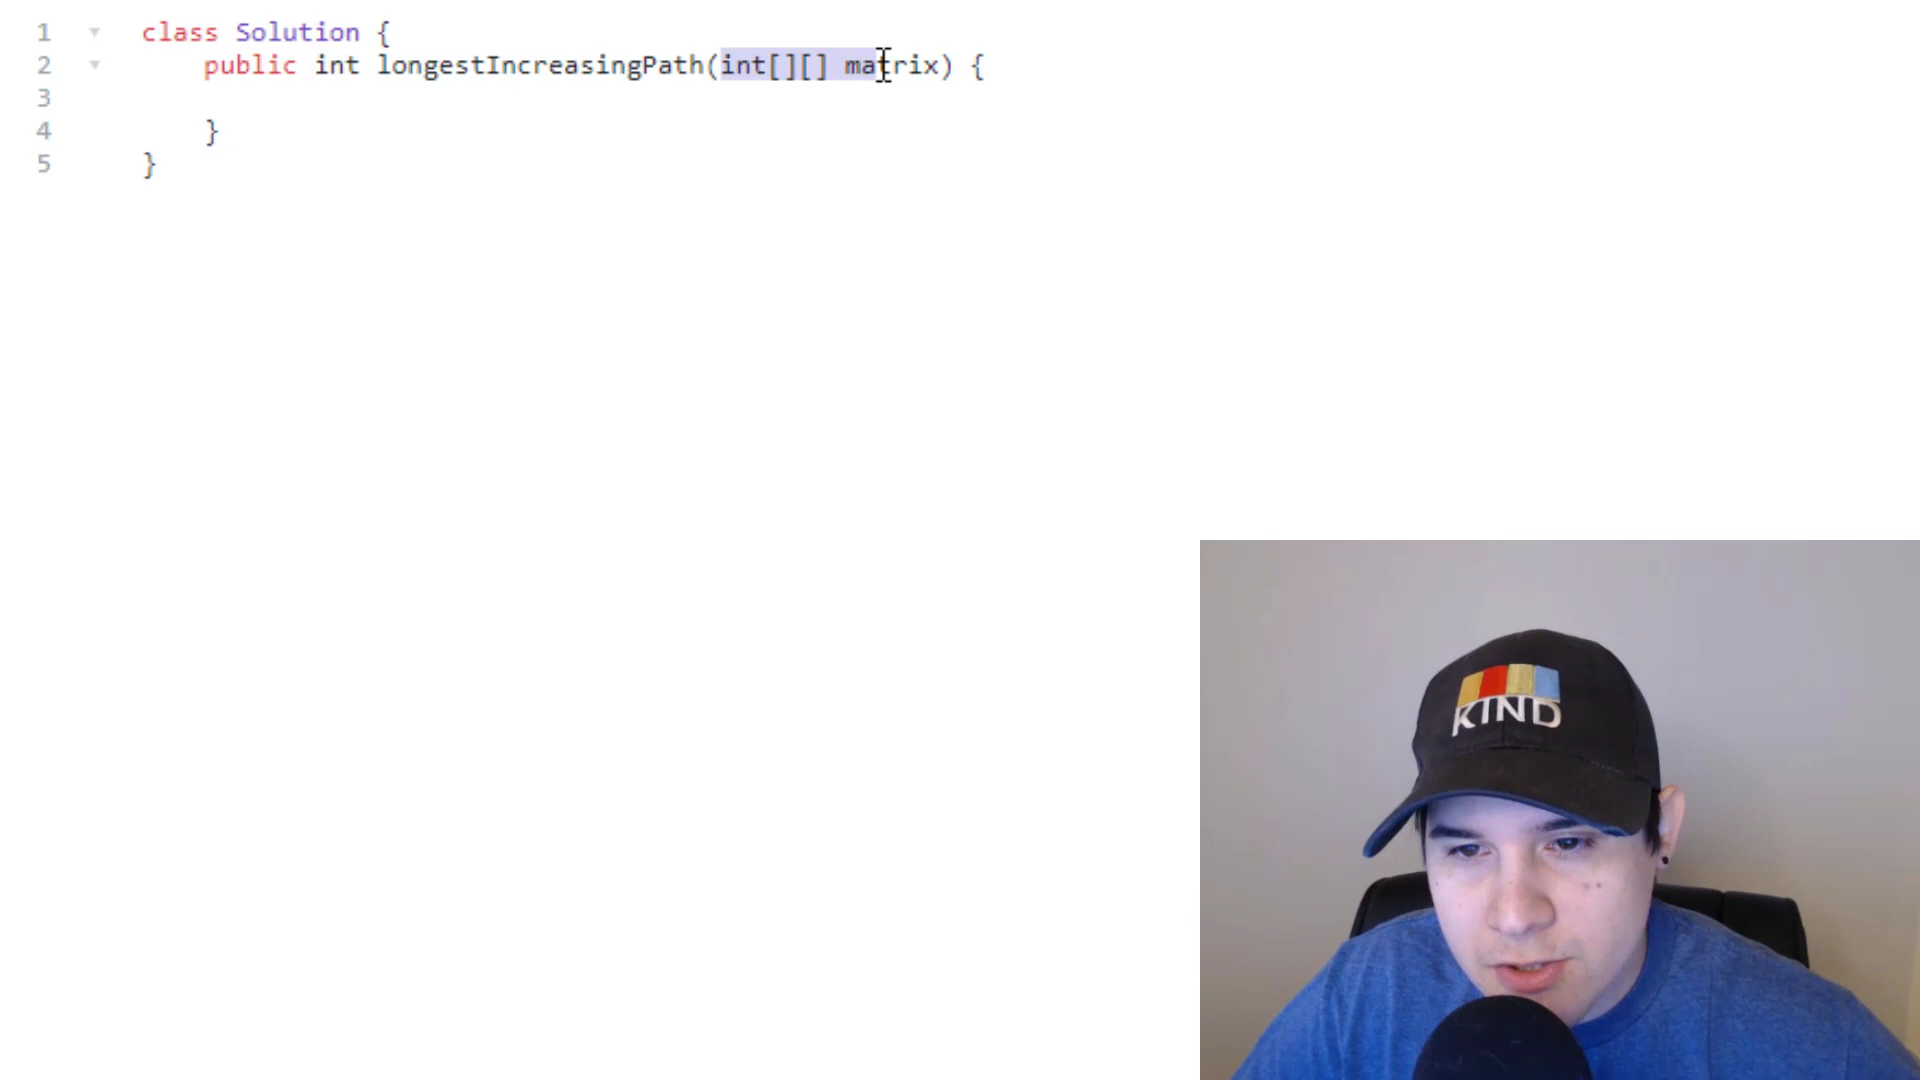 1 class Solution {
2 public int longestIncreasingPath(int[][] matrix) {
3
4 }
5 }
KIND